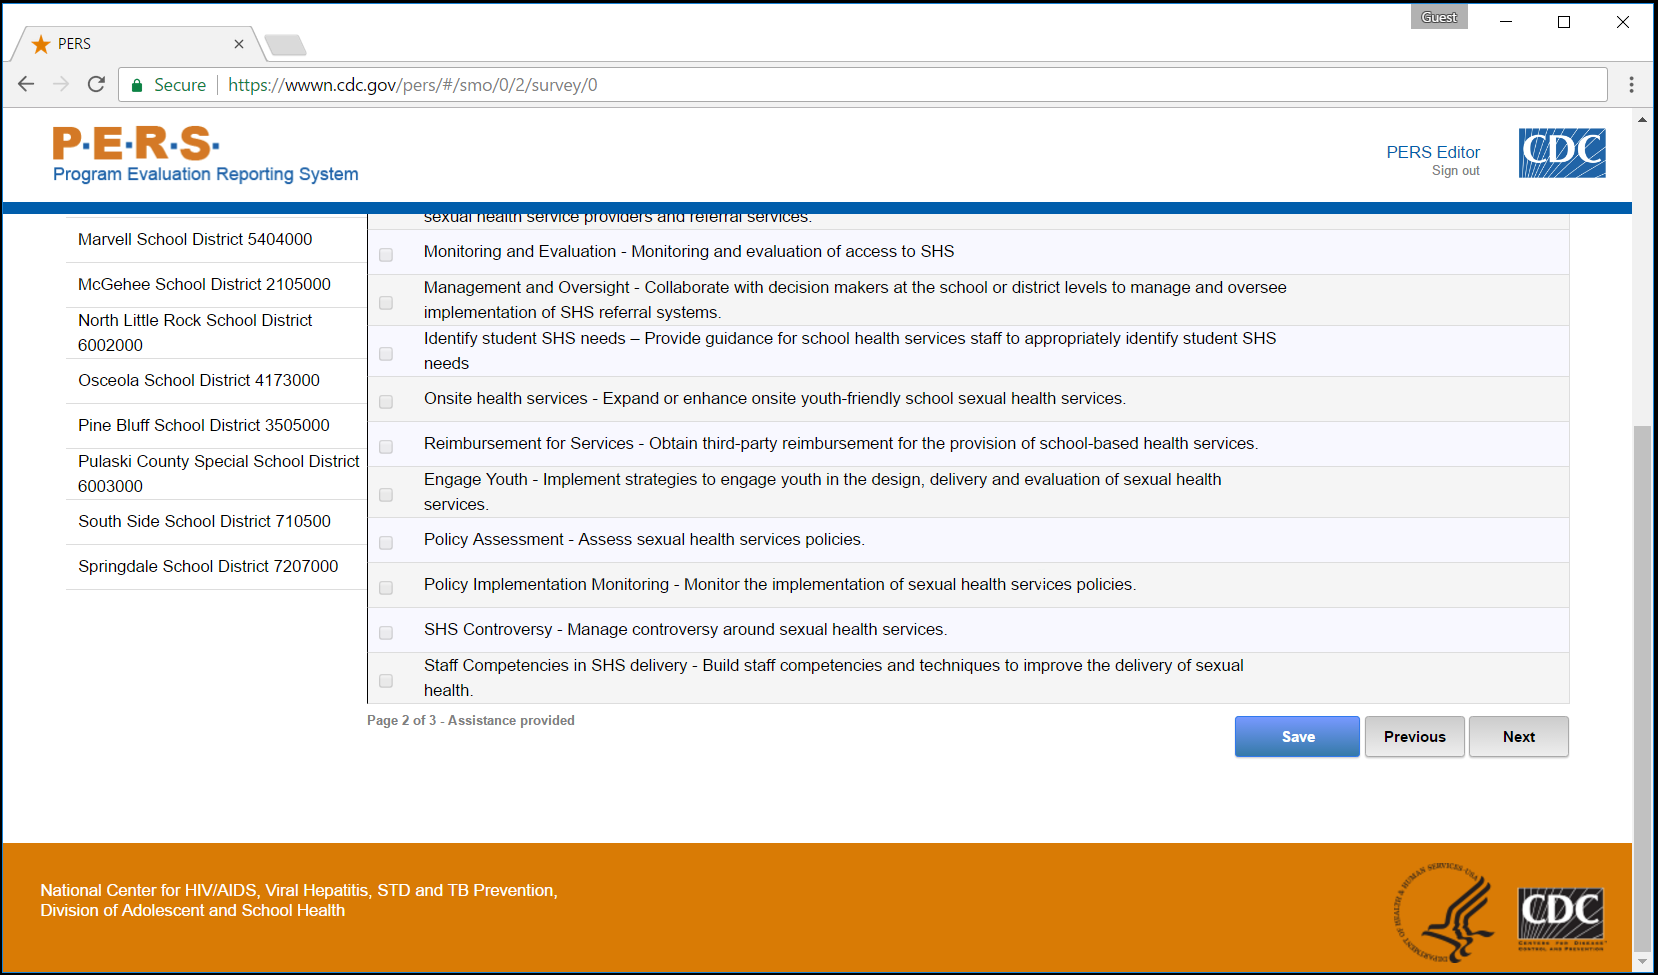 Guest
PERS
Secure
https://wwwn.cdc.gov/pers/#/smo/0/2/survey/0
P·E·R·S·
Program Evaluation Reporting System
PERS Editor
Sign out
CDC
Marvell School District 5404000
McGehee School District 2105000
North Little Rock School District
6002000
Osceola School District 4173000
Pine Bluff School District 3505000
Pulaski County Special School District
6003000
South Side School District 710500
Springdale School District 7207000
sexual health service providers and referral services.
Monitoring and Evaluation - Monitoring and evaluation of access to SHS
Management and Oversight - Collaborate with decision makers at the school or district levels to manage and oversee
implementation of SHS referral systems.
Identify student SHS needs – Provide guidance for school health services staff to appropriately identify student SHS
needs
Onsite health services - Expand or enhance onsite youth-friendly school sexual health services.
Reimbursement for Services - Obtain third-party reimbursement for the provision of school-based health services.
Engage Youth - Implement strategies to engage youth in the design, delivery and evaluation of sexual health
services.
Policy Assessment - Assess sexual health services policies.
Policy Implementation Monitoring - Monitor the implementation of sexual health services policies.
SHS Controversy - Manage controversy around sexual health services.
Staff Competencies in SHS delivery - Build staff competencies and techniques to improve the delivery of sexual
health.
Page 2 of 3 - Assistance provided
Save
Previous
Next
National Center for HIV/AIDS, Viral Hepatitis, STD and TB Prevention,
Division of Adolescent and School Health
DEPARTMENT OF HEALTH & HUMAN SERVICES·USA
CDC
CENTERS FOR DISEASE
CONTROL AND PREVENTION